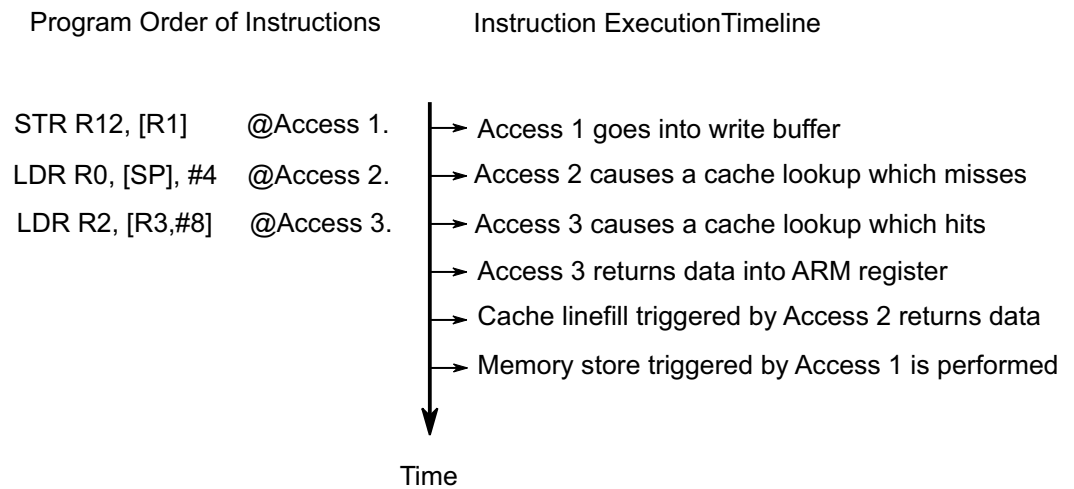 Program Order of Instructions Instruction ExecutionTimeline
STR R12, [R1] @Access 1. Access 1 goes into write buffer
LDR R0, [SP], #4 @Access 2. Access 2 causes a cache lookup which misses
LDR R2, [R3,#8] @Access 3. Access 3 causes a cache lookup which hits
Access 3 returns data into ARM register
Cache linefill triggered by Access 2 returns data
Memory store triggered by Access 1 is performed
Time